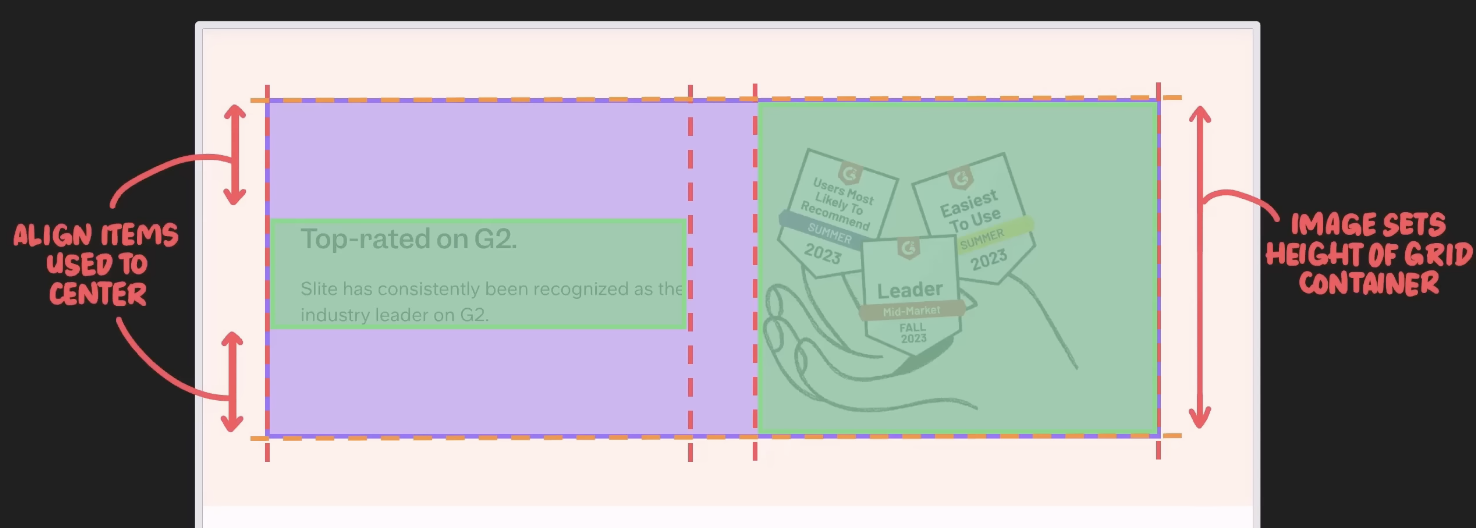 ALIGN ITEMS
USED TO
CENTER
Top-rated on G2.
Slite has consistently been recognized as the
industry leader on G2.
G
Users Most
Likely To
Recommend
SUMMER
2023
G
Easiest
To Use
SUMMER
2023
G
Leader
Mid-Market
FALL
2023
IMAGE SETS
HEIGHT OF GRID
CONTAINER